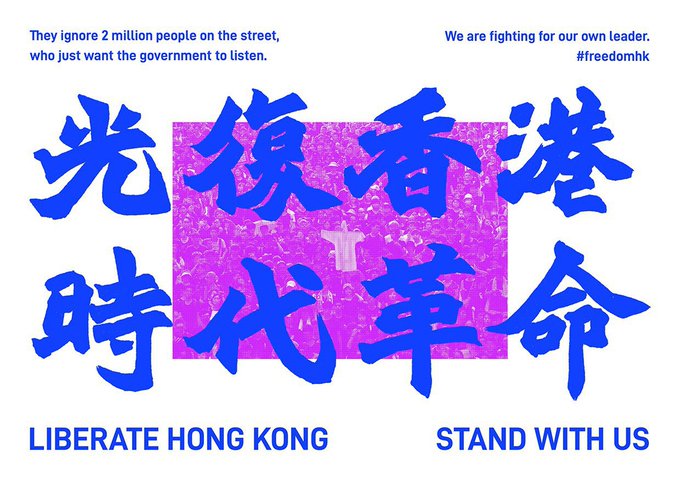 They ignore 2 million people on the street,
who just want the government to listen.
We are fighting for our own leader.
#freedomhk
光復香港
時代革命
LIBERATE HONG KONG
STAND WITH US